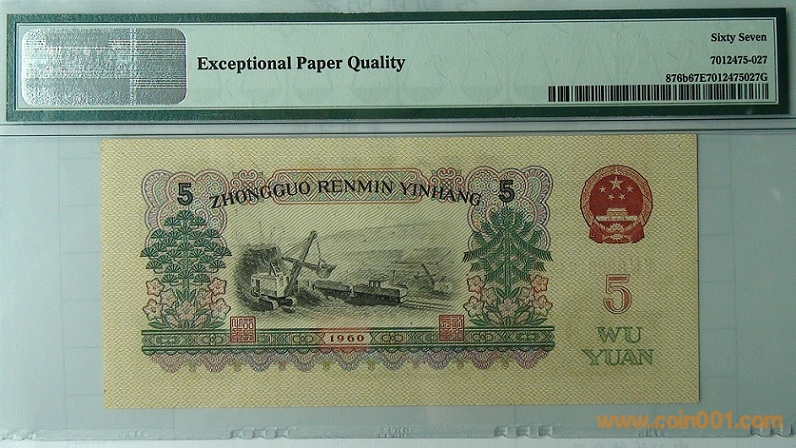 Exceptional Paper Quality
Sixty Seven
7012475-027
876b67E7012475027G
5 ZHONGGUO RENMIN YINHANG 5
5
WU
YUAN
1960
www.coin001.com